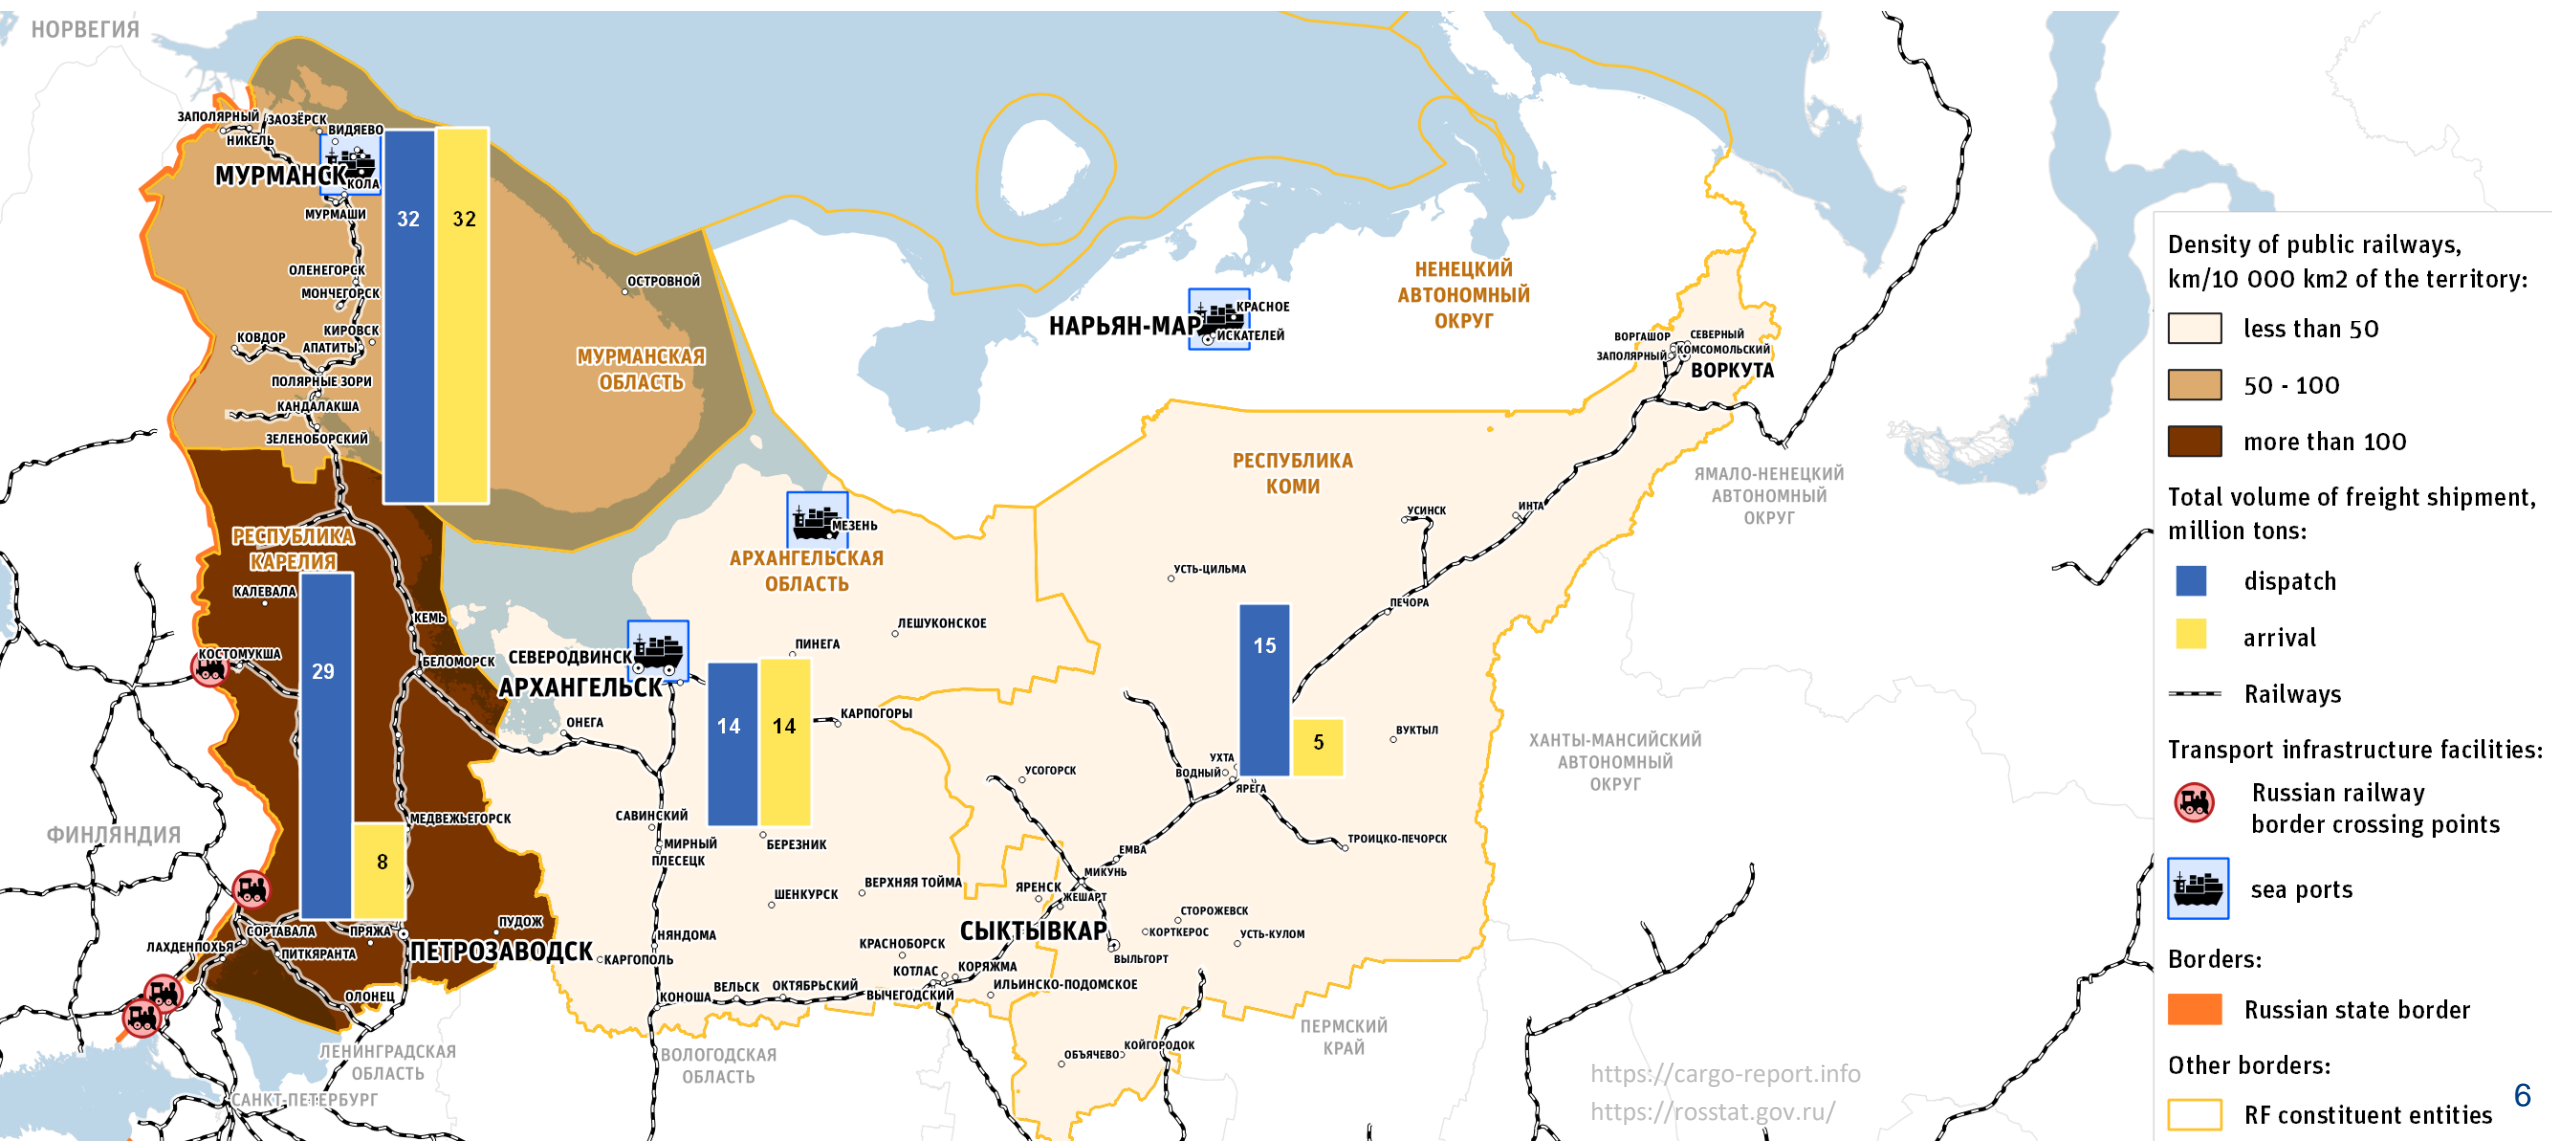 НОРВЕГИЯ
ЗАПОЛЯРНЫЙ
ЗАОЗЁРСК
ВИДЯЕВО
НИКЕЛЬ
МУРМАНСК
КОЛА
МУРМАШИ
32
32
ОЛЕНЕГОРСК
МОНЧЕГОРСК
КИРОВСК
КОВДОР
АПАТИТЫ
ПОЛЯРНЫЕ ЗОРИ
КАНДАЛАКША
ЗЕЛЕНОБОРСКИЙ
ОСТРОВНОЙ
МУРМАНСКАЯ
ОБЛАСТЬ
НАРЬЯН-МАР
КРАСНОЕ
ИСКАТЕЛЕЙ
НЕНЕЦКИЙ
АВТОНОМНЫЙ
ОКРУГ
ВОРГАШОР
СЕВЕРНЫЙ
ЗАПОЛЯРНЫЙ
КОМСОМОЛЬСКИЙ
ВОРКУТА
РЕСПУБЛИКА
КОМИ
ЯМАЛО-НЕНЕЦКИЙ
АВТОНОМНЫЙ
ОКРУГ
УСИНСК
ИНТА
МЕЗЕНЬ
АРХАНГЕЛЬСКАЯ
ОБЛАСТЬ
РЕСПУБЛИКА
КАРЕЛИЯ
КАЛЕВАЛА
КЕМЬ
УСТЬ-ЦИЛЬМА
ПЕЧОРА
ЛЕШУКОНСКОЕ
ПИНЕГА
КОСТОМУКША
29
БЕЛОМОРСК
СЕВЕРОДВИНСК
АРХАНГЕЛЬСК
15
ОНЕГА
14
14
КАРПОГОРЫ
5
ВУКТЫЛ
УХТА
ВОДНЫЙ
ЯРЕГА
УСОГОРСК
ХАНТЫ-МАНСИЙСКИЙ
АВТОНОМНЫЙ
ОКРУГ
ФИНЛЯНДИЯ
МЕДВЕЖЬЕГОРСК
8
САВИНСКИЙ
МИРНЫЙ
ПЛЕСЕЦК
БЕРЕЗНИК
ТРОИЦКО-ПЕЧОРСК
ЕМВА
МИКУНЬ
ШЕНКУРСК
ВЕРХНЯЯ ТОЙМА
ЯРЕНСК
ЖЕШАРТ
СЫКТЫВКАР
СТОРОЖЕВСК
КОРТКЕРОС
УСТЬ-КУЛОМ
ВЫЛЬГОРТ
СОРТАВАЛА
ПРЯЖА
ПУДОЖ
ЛАХДЕНПОХЬЯ
ПИТКЯРАНТА
ПЕТРОЗАВОДСК
НЯНДОМА
КАРГОПОЛЬ
КРАСНОБОРСК
КОТЛАС
КОРЯЖМА
ИЛЬИНСКО-ПОДОМСКОЕ
ОЛОНЕЦ
КОНОША
ВЕЛЬСК
ОКТЯБРЬСКИЙ
ВЫЧЕГОДСКИЙ
ОБЪЯЧЕВО
КОЙГОРОДОК
ПЕРМСКИЙ
КРАЙ
ЛЕНИНГРАДСКАЯ
ОБЛАСТЬ
ВОЛОГОДСКАЯ
ОБЛАСТЬ
САНКТ-ПЕТЕРБУРГ
https://cargo-report.info
https://rosstat.gov.ru/
Density of public railways,
km/10 000 km2 of the territory:
less than 50
50 - 100
more than 100
Total volume of freight shipment,
million tons:
dispatch
arrival
Railways
Transport infrastructure facilities:
Russian railway
border crossing points
sea ports
Borders:
Russian state border
Other borders:
RF constituent entities
6